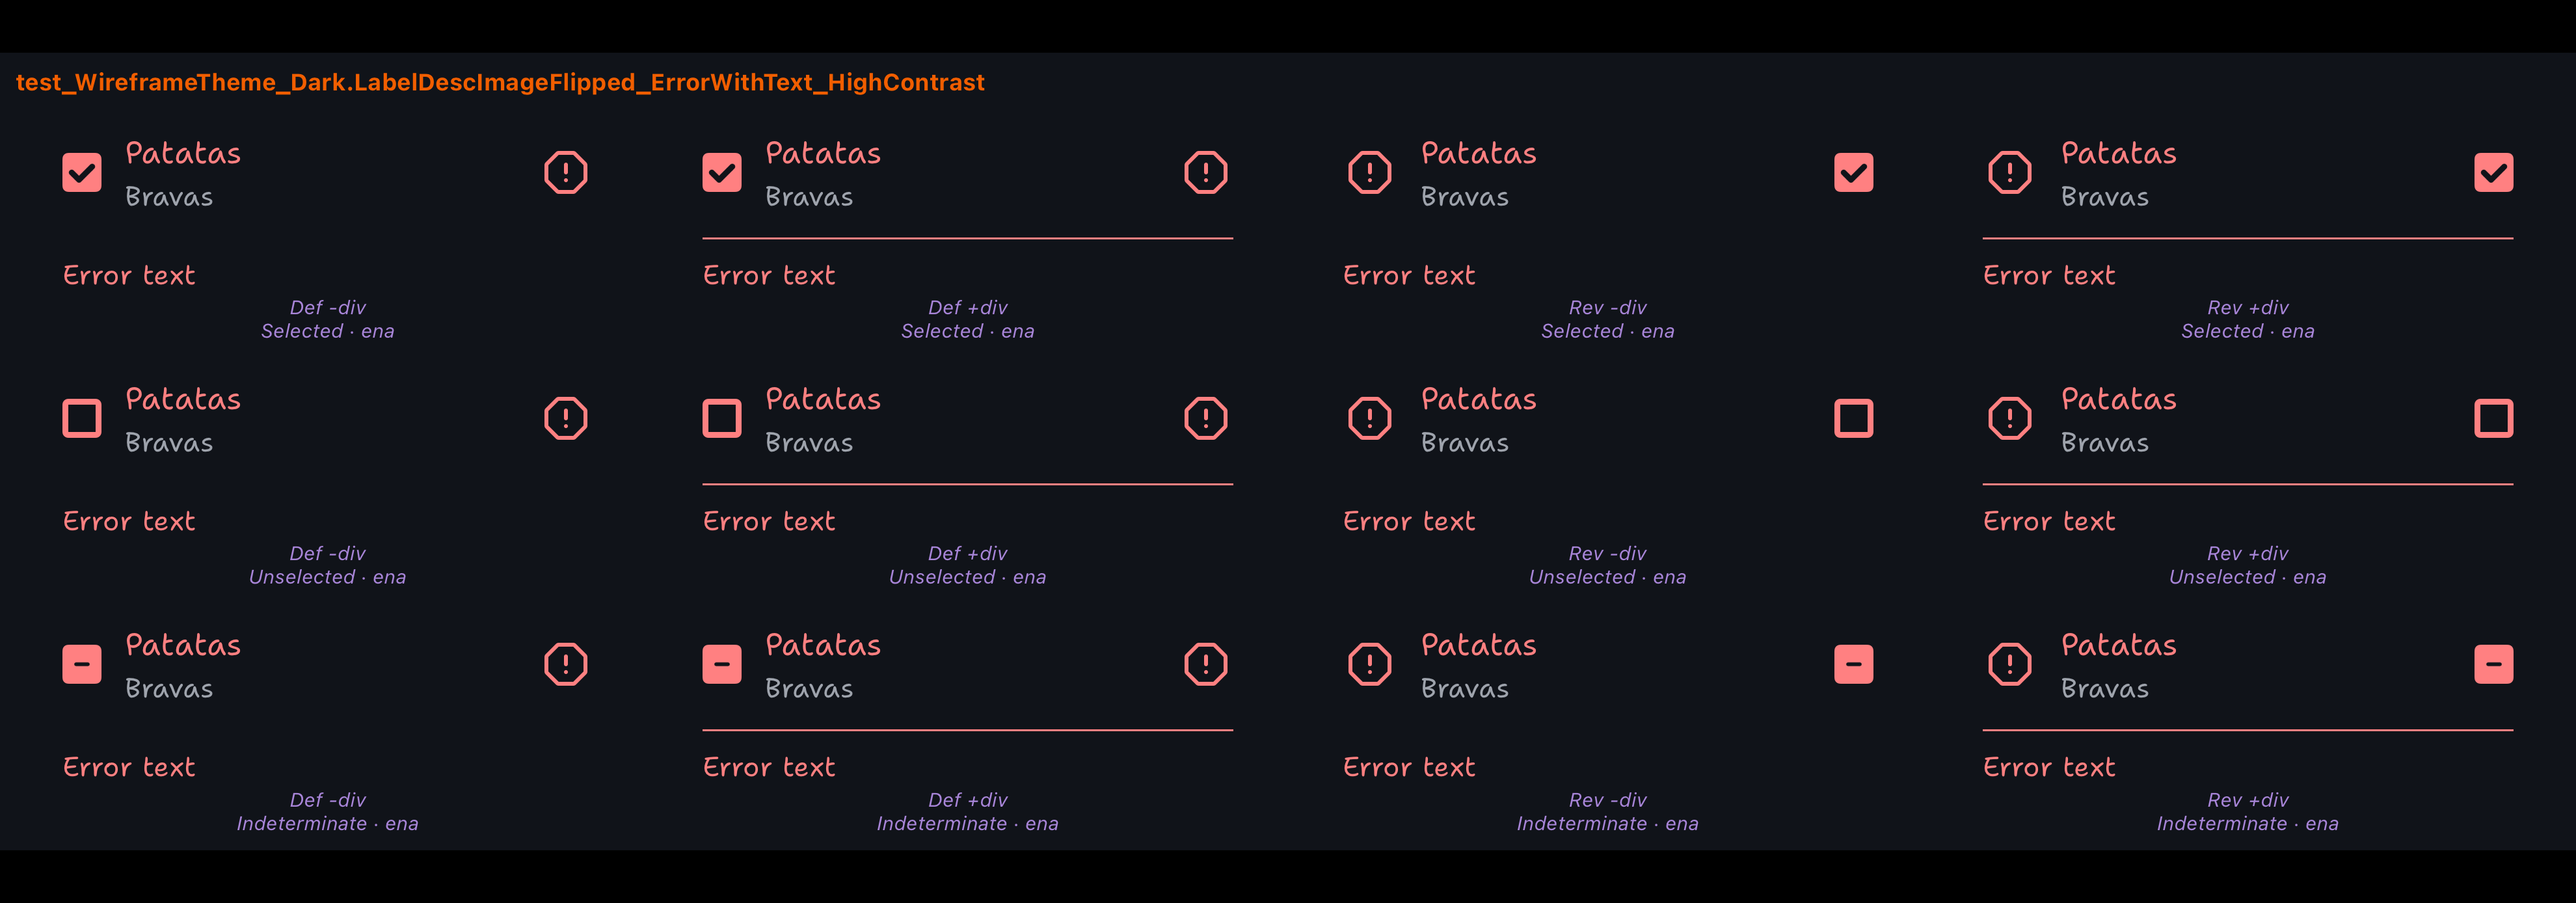 test_WireframeTheme_Dark.LabelDescImageFlipped_ErrorWithText_HighContrast
Patatas
Bravas
Error text
Def -div
Selected · ena
Patatas
Bravas
Error text
Def +div
Selected · ena
Patatas
Bravas
Error text
Rev -div
Selected · ena
Patatas
Bravas
Error text
Rev +div
Selected · ena
Patatas
Bravas
Error text
Def -div
Unselected · ena
Patatas
Bravas
Error text
Def +div
Unselected · ena
Patatas
Bravas
Error text
Rev -div
Unselected · ena
Patatas
Bravas
Error text
Rev +div
Unselected · ena
Patatas
Bravas
Error text
Def -div
Indeterminate · ena
Patatas
Bravas
Error text
Def +div
Indeterminate · ena
Patatas
Bravas
Error text
Rev -div
Indeterminate · ena
Patatas
Bravas
Error text
Rev +div
Indeterminate · ena